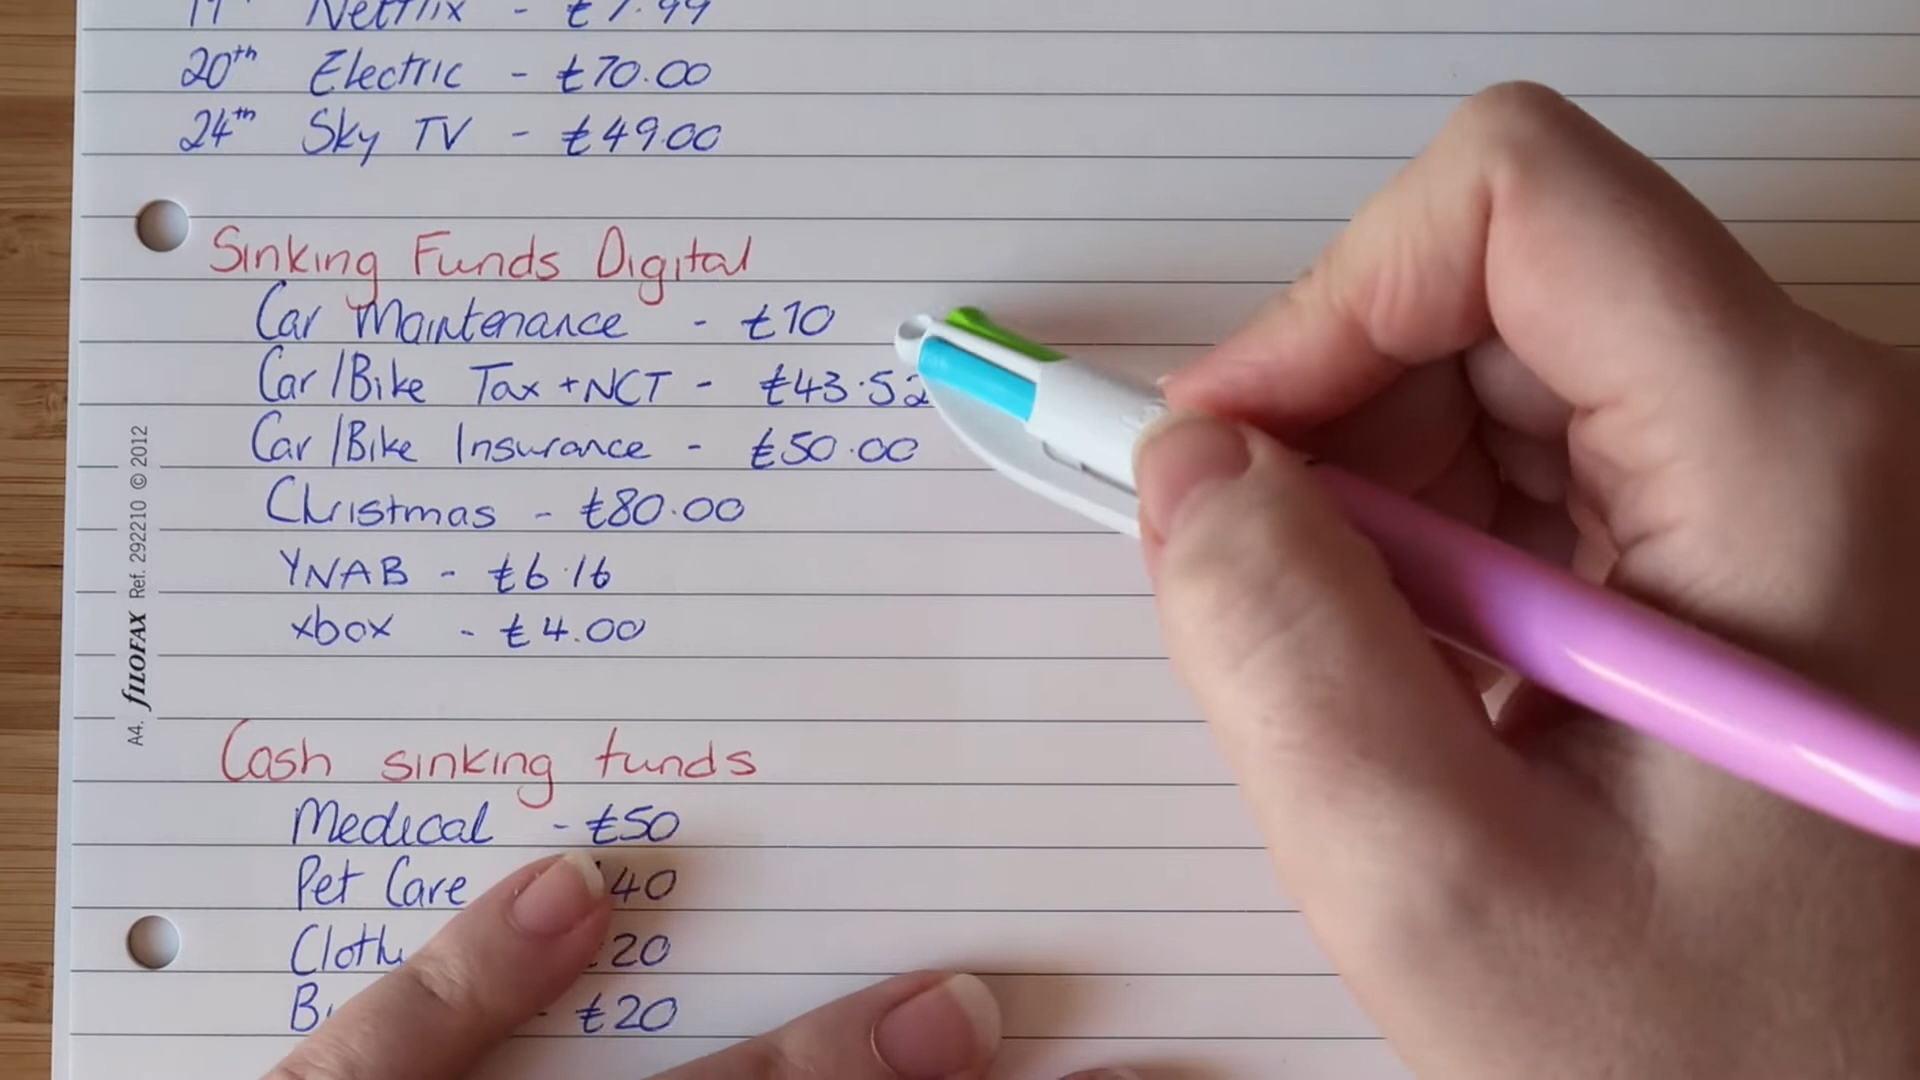 Netflix - £7.99
20th Electric - £70.00
24th Sky TV - £49.00
Sinking Funds Digital
Car Maintenance - £10
Car/Bike Tax + NCT - £43.52
Car/Bike Insurance - £50.00
Christmas - £80.00
YNAB - £6.16
xbox - £4.00
Cash sinking funds
Medical - £50
Pet Care 40
20
£20
A4. fILOFAX Ref. 292210 © 2012